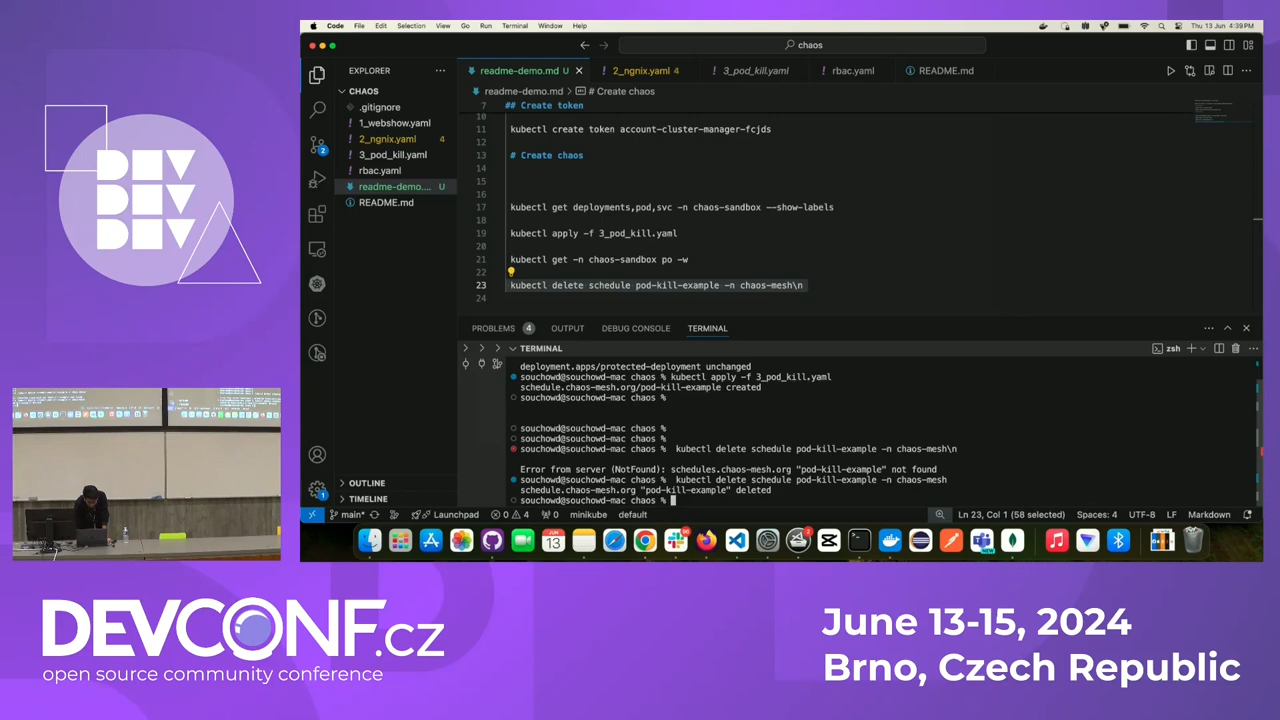 Code File Edit Selection View Go Run Terminal Window Help
Thu 13 Jun 4:39 PM
chaos
EXPLORER
readme-demo.md U
2_ngnix.yaml 4
3_pod_kill.yaml
rbac.yaml
README.md
CHAOS
.gitignore
1_webshow.yaml
2_ngnix.yaml 4
3_pod_kill.yaml
rbac.yaml
readme-demo.... U
README.md
OUTLINE
TIMELINE
readme-demo.md > # Create chaos
7 ## Create token
10
11 kubectl create token account-cluster-manager-fcjds
12
13 # Create chaos
14
15
16
17 kubectl get deployments,pod,svc -n chaos-sandbox --show-labels
18
19 kubectl apply -f 3_pod_kill.yaml
20
21 kubectl get -n chaos-sandbox po -w
22
23 kubectl delete schedule pod-kill-example -n chaos-mesh\n
24
PROBLEMS 4 OUTPUT DEBUG CONSOLE TERMINAL
TERMINAL
zsh
deployment.apps/protected-deployment unchanged
souchowd@souchowd-mac chaos % kubectl apply -f 3_pod_kill.yaml
schedule.chaos-mesh.org/pod-kill-example created
souchowd@souchowd-mac chaos %
souchowd@souchowd-mac chaos %
souchowd@souchowd-mac chaos %
souchowd@souchowd-mac chaos % kubectl delete schedule pod-kill-example -n chaos-mesh\n
Error from server (NotFound): schedules.chaos-mesh.org "pod-kill-example" not found
souchowd@souchowd-mac chaos % kubectl delete schedule pod-kill-example -n chaos-mesh
schedule.chaos-mesh.org "pod-kill-example" deleted
souchowd@souchowd-mac chaos %
main* Launchpad 0 4 0 minikube default
Ln 23, Col 1 (58 selected) Spaces: 4 UTF-8 LF Markdown
DEV
DEV
DEV
DEVCONF.cz
open source community conference
June 13-15, 2024
Brno, Czech Republic